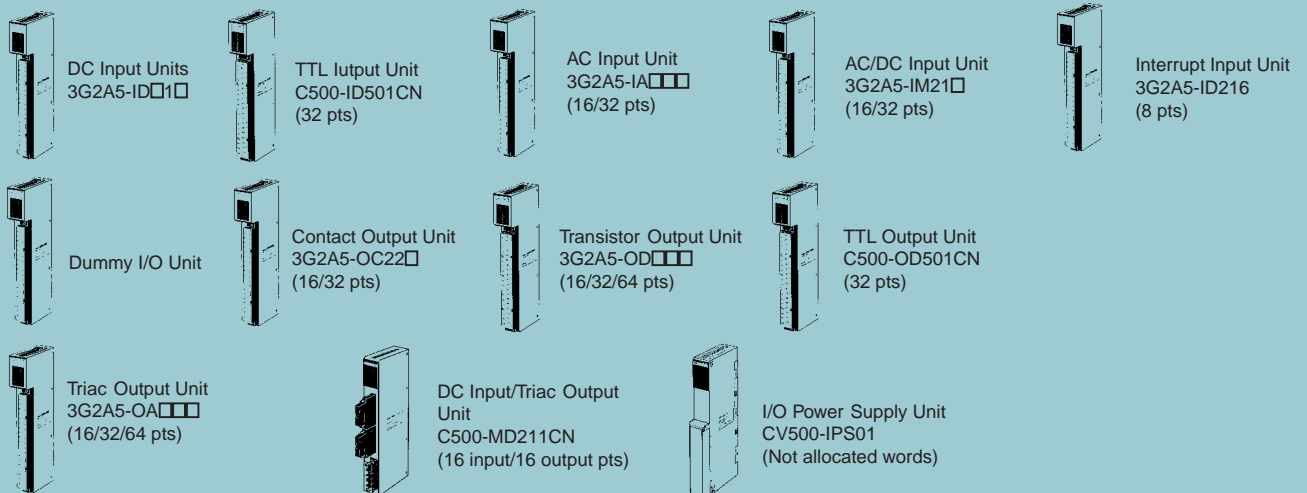 DC Input Units
3G2A5-ID□1□
TTL Iutput Unit
C500-ID501CN
(32 pts)
AC Input Unit
3G2A5-IA□□□
(16/32 pts)
AC/DC Input Unit
3G2A5-IM21□
(16/32 pts)
Interrupt Input Unit
3G2A5-ID216
(8 pts)
Dummy I/O Unit
Contact Output Unit
3G2A5-OC22□
(16/32 pts)
Transistor Output Unit
3G2A5-OD□□□
(16/32/64 pts)
TTL Output Unit
C500-OD501CN
(32 pts)
Triac Output Unit
3G2A5-OA□□□
(16/32/64 pts)
DC Input/Triac Output
Unit
C500-MD211CN
(16 input/16 output pts)
I/O Power Supply Unit
CV500-IPS01
(Not allocated words)